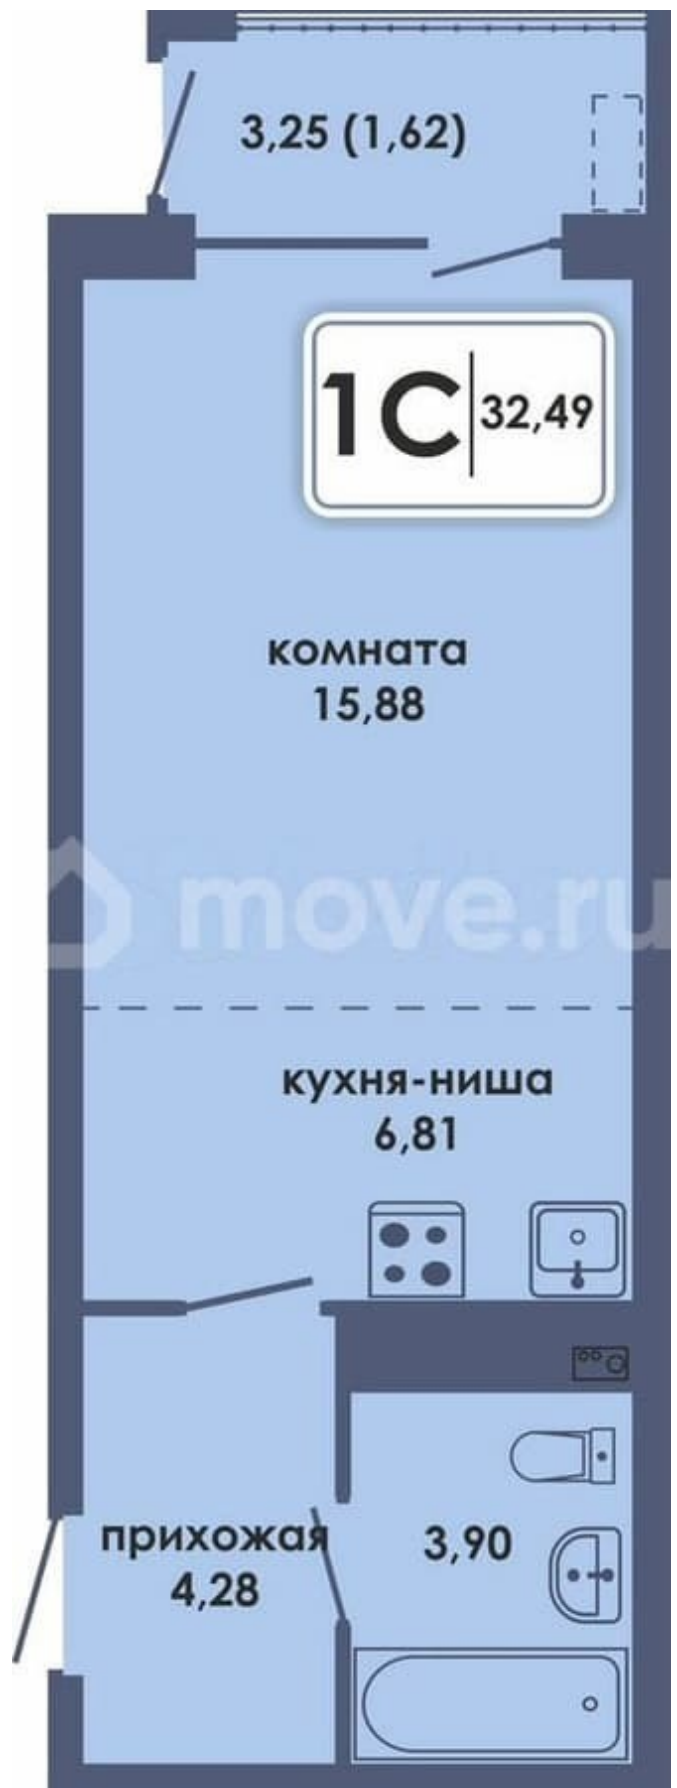 3,25 (1,62)
1С 32,49
комната
15,88
move.ru
кухня-ниша
6,81
прихожая
4,28
3,90